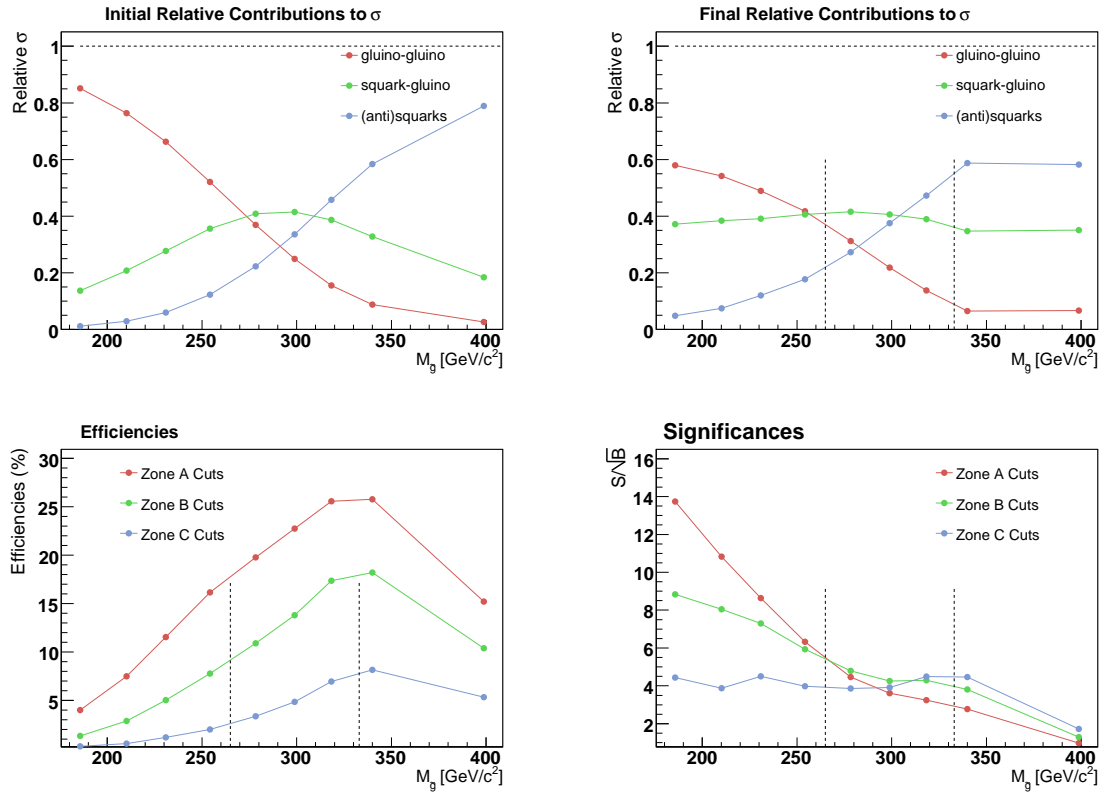 Initial Relative Contributions to σ
Relative σ
1
0.8
0.6
0.4
0.2
0
gluino-gluino
squark-gluino
(anti)squarks
200 250 300 350 400
M_g̃ [GeV/c²]
Final Relative Contributions to σ
Relative σ
1
0.8
0.6
0.4
0.2
0
gluino-gluino
squark-gluino
(anti)squarks
200 250 300 350 400
M_g̃ [GeV/c²]
Efficiencies
Efficiencies (%)
30
25
20
15
10
5
Zone A Cuts
Zone B Cuts
Zone C Cuts
200 250 300 350 400
M_g̃ [GeV/c²]
Significances
S/√B
16
14
12
10
8
6
4
2
Zone A Cuts
Zone B Cuts
Zone C Cuts
200 250 300 350 400
M_g̃ [GeV/c²]